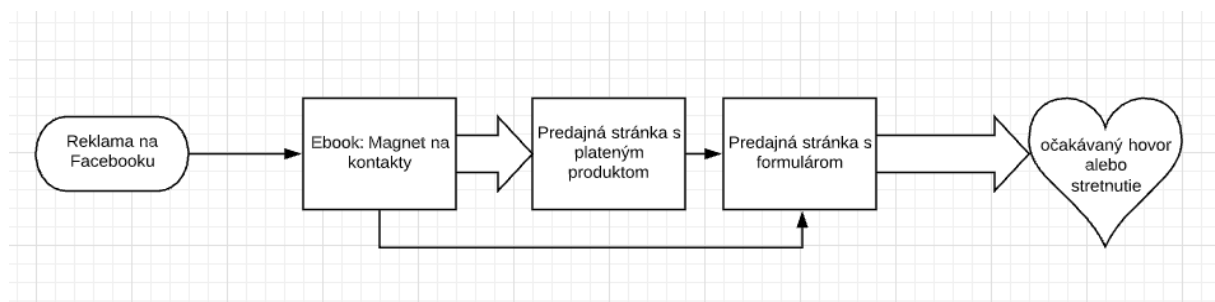 Reklama na
Facebooku
Ebook: Magnet na
kontakty
Predajná stránka s
plateným
produktom
Predajná stránka s
formulárom
očakávaný hovor
alebo
stretnutie